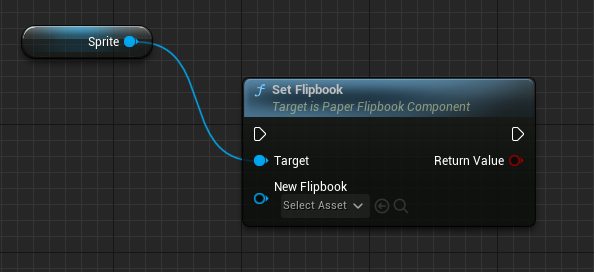 Sprite
Set Flipbook
Target is Paper Flipbook Component
Target
Return Value
New Flipbook
Select Asset